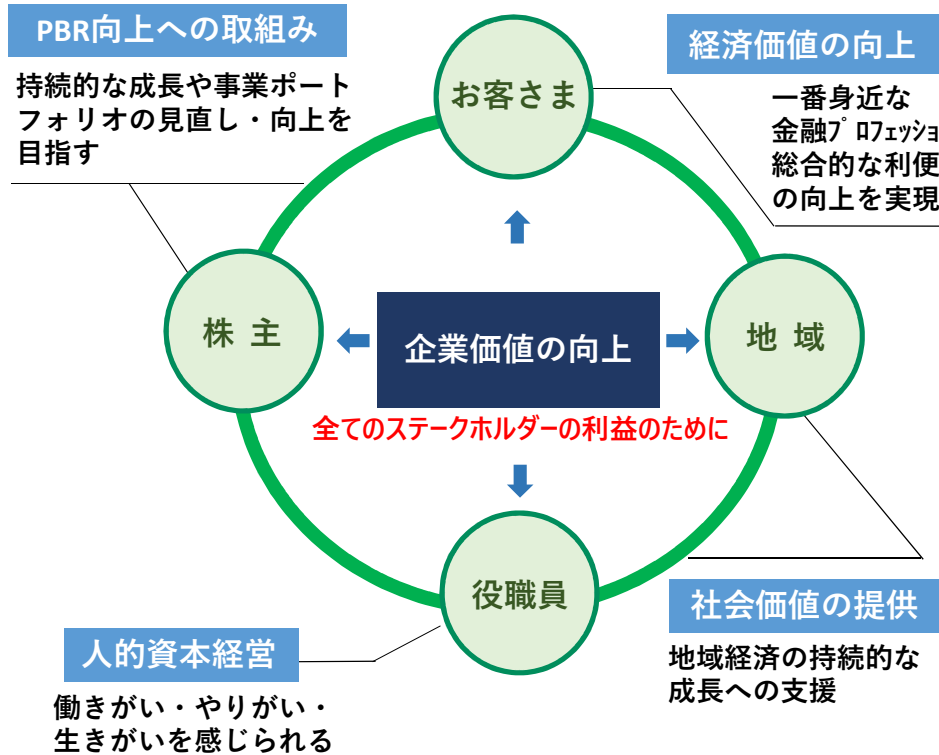 PBR向上への取組み
持続的な成長や事業ポート
フォリオの見直し・向上を
目指す
お客さま
経済価値の向上
一番身近な
金融プロフェッショ
総合的な利便
の向上を実現
株 主
企業価値の向上
地 域
全てのステークホルダーの利益のために
役職員
人的資本経営
働きがい・やりがい・
生きがいを感じられる
社会価値の提供
地域経済の持続的な
成長への支援